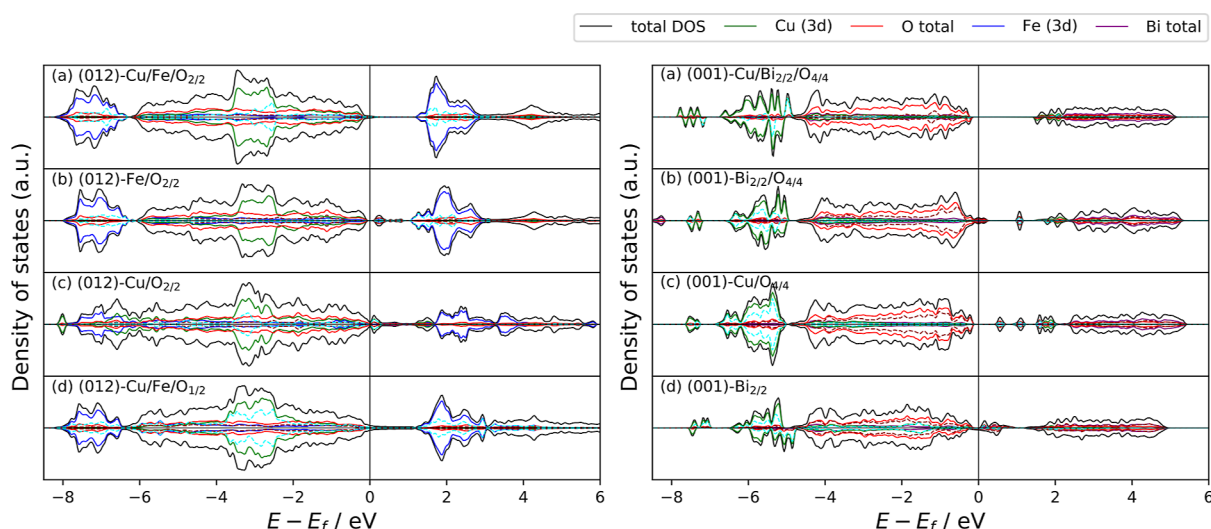 total DOS Cu (3d) O total Fe (3d) Bi total
Density of states (a.u.)
(a) (012)-Cu/Fe/O2/2
(b) (012)-Fe/O2/2
(c) (012)-Cu/O2/2
(d) (012)-Cu/Fe/O1/2
−8 −6 −4 −2 0 2 4 6
E − Ef / eV
Density of states (a.u.)
(a) (001)-Cu/Bi2/2/O4/4
(b) (001)-Bi2/2/O4/4
(c) (001)-Cu/O4/4
(d) (001)-Bi2/2
−8 −6 −4 −2 0 2 4 6
E − Ef / eV